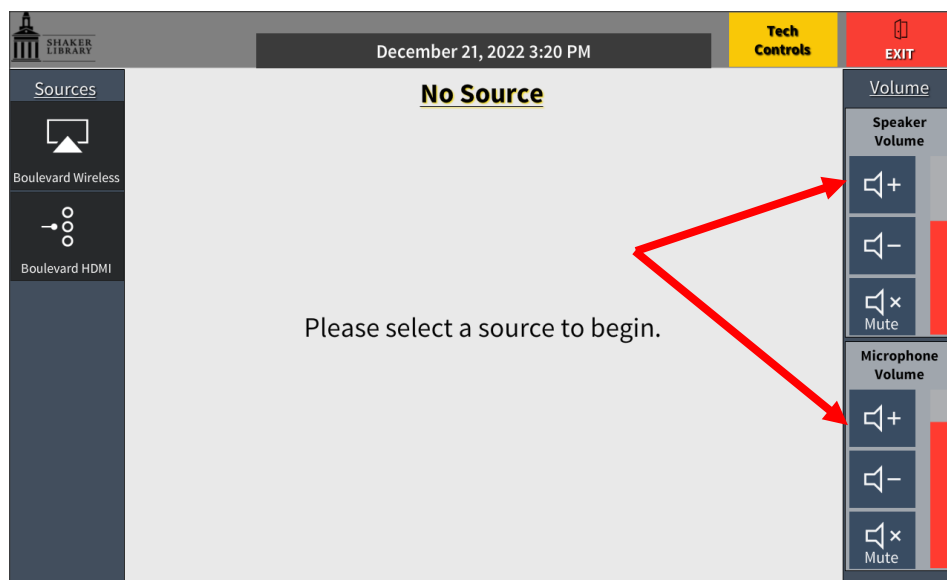 SHAKER
LIBRARY
December 21, 2022 3:20 PM
Tech
Controls
EXIT
Sources
Boulevard Wireless
Boulevard HDMI
No Source
Please select a source to begin.
Volume
Speaker
Volume
+
-
×
Mute
Microphone
Volume
+
-
×
Mute